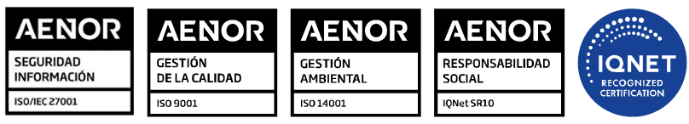 AENOR
SEGURIDAD
INFORMACIÓN
ISO/IEC 27001
AENOR
GESTIÓN
DE LA CALIDAD
ISO 9001
AENOR
GESTIÓN
AMBIENTAL
ISO 14001
AENOR
RESPONSABILIDAD
SOCIAL
IQNet SR10
IQNET
RECOGNIZED
CERTIFICATION